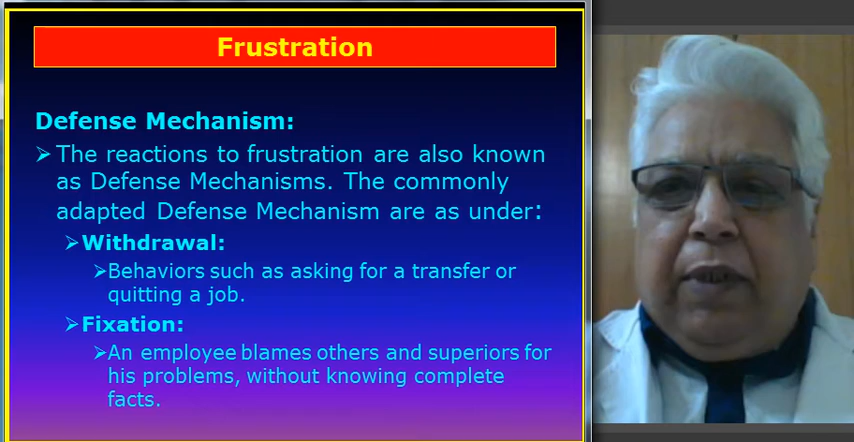 Frustration
Defense Mechanism:
➢ The reactions to frustration are also known
as Defense Mechanisms. The commonly
adapted Defense Mechanism are as under:
➢ Withdrawal:
➢ Behaviors such as asking for a transfer or
quitting a job.
➢ Fixation:
➢ An employee blames others and superiors for
his problems, without knowing complete
facts.